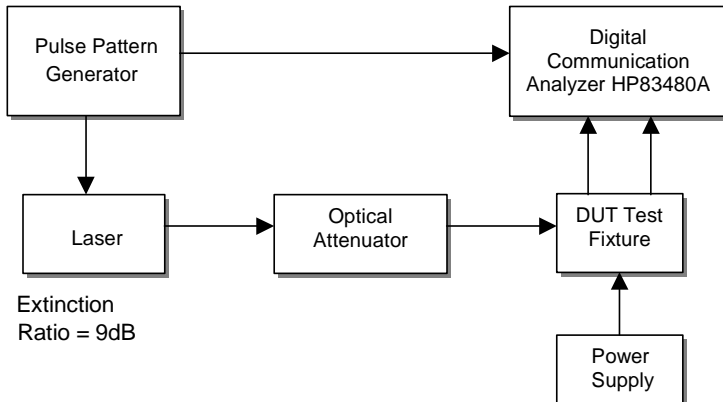 Pulse Pattern
Generator
Digital
Communication
Analyzer HP83480A
Laser
Optical
Attenuator
DUT Test
Fixture
Extinction
Ratio = 9dB
Power
Supply